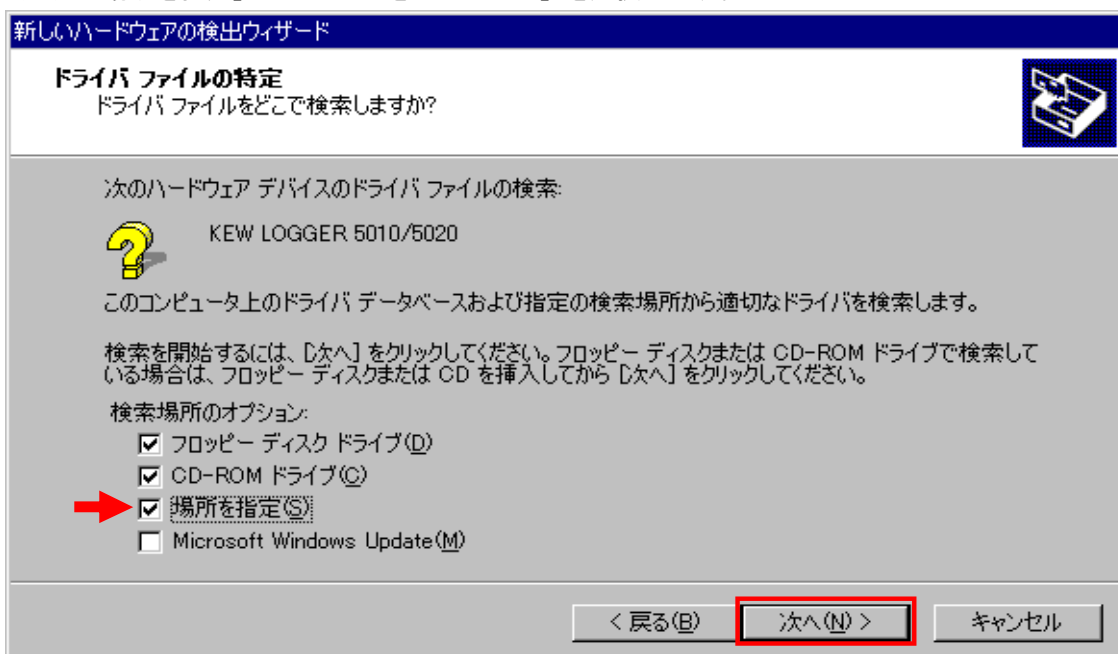 新しいハードウェアの検出ウィザード
ドライバ ファイルの特定
ドライバ ファイルをどこで検索しますか?
次のハードウェア デバイスのドライバ ファイルの検索:
KEW LOGGER 5010/5020
このコンピュータ上のドライバ データベースおよび指定の検索場所から適切なドライバを検索します。
検索を開始するには、[次へ] をクリックしてください。フロッピー ディスクまたは CD-ROM ドライブで検索して
いる場合は、フロッピー ディスクまたは CD を挿入してから [次へ] をクリックしてください。
検索場所のオプション:
フロッピー ディスク ドライブ(D)
CD-ROM ドライブ(C)
場所を指定(S)
Microsoft Windows Update(M)
< 戻る(B) 次へ(N) > キャンセル